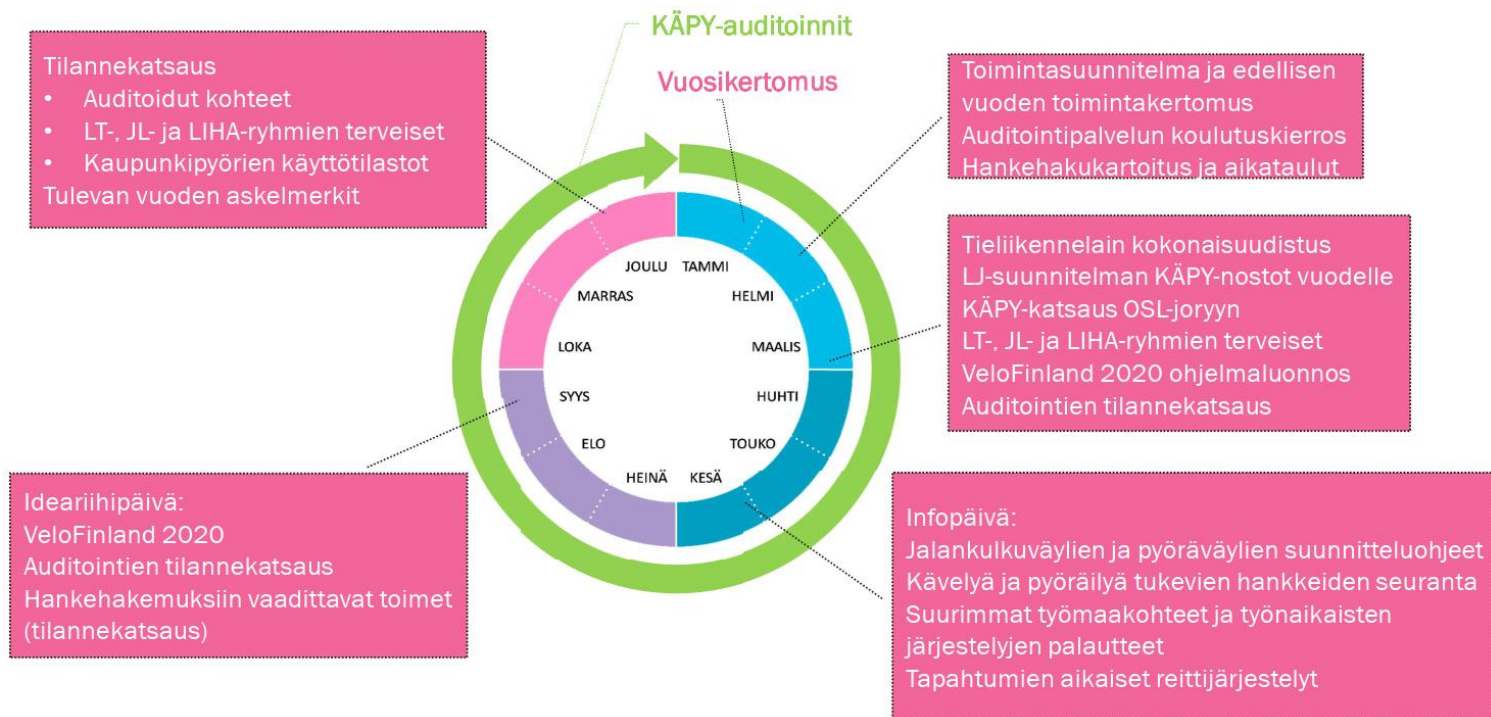 KÄPY-auditoinnit
Vuosikertomus
Tilannekatsaus
• Auditoidut kohteet
• LT-, JL- ja LIHA-ryhmien terveiset
• Kaupunkipyörien käyttötilastot
Tulevan vuoden askelmerkit
Toimintasuunnitelma ja edellisen
vuoden toimintakertomus
Auditointipalvelun koulutuskierros
Hankehakukartoitus ja aikataulut
Tieliikennelain kokonaisuudistus
LJ-suunnitelman KÄPY-nostot vuodelle
KÄPY-katsaus OSL-joryyn
LT-, JL- ja LIHA-ryhmien terveiset
VeloFinland 2020 ohjelmaluonnos
Auditointien tilannekatsaus
JOULU TAMMI
MARRAS HELMI
LOKA MAALIS
SYYS HUHTI
ELO TOUKO
HEINÄ KESÄ
Ideariihipäivä:
VeloFinland 2020
Auditointien tilannekatsaus
Hankehakemuksiin vaadittavat toimet
(tilannekatsaus)
Infopäivä:
Jalankulkuväylien ja pyöräväylien suunnitteluohjeet
Kävelyä ja pyöräilyä tukevien hankkeiden seuranta
Suurimmat työmaakohteet ja työnaikaisten
järjestelyjen palautteet
Tapahtumien aikaiset reittijärjestelyt